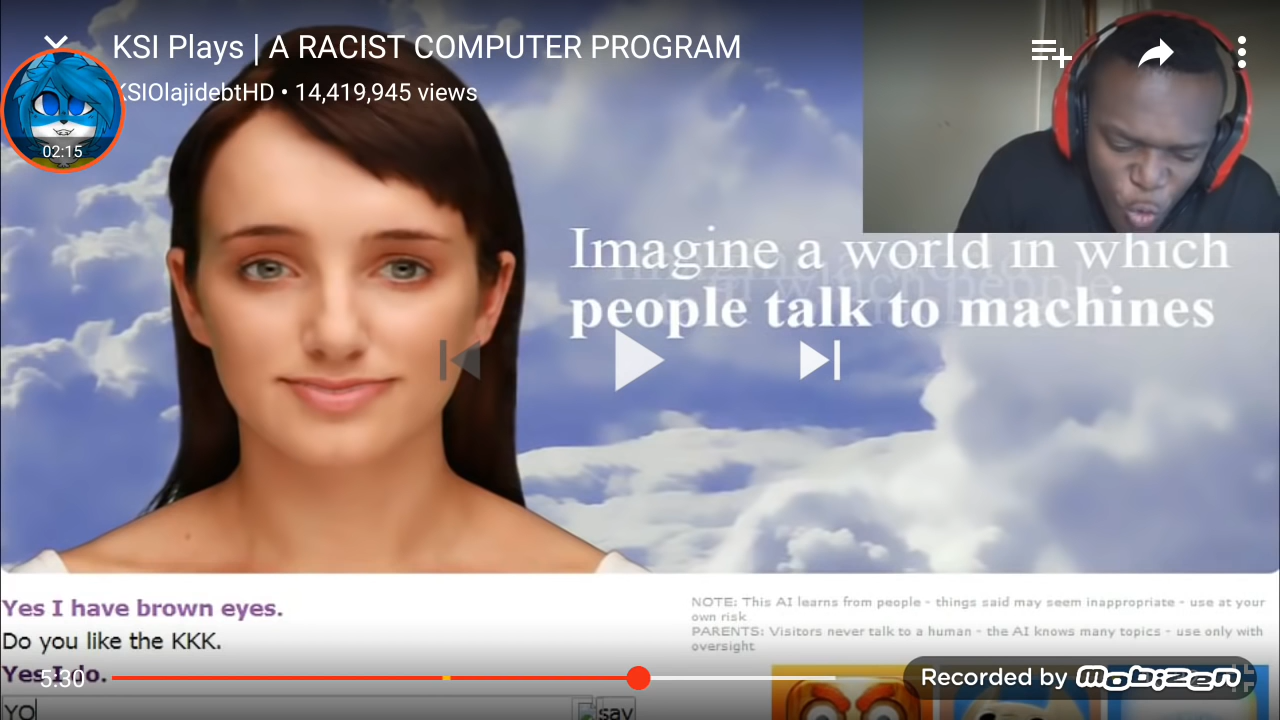 KSI Plays | A RACIST COMPUTER PROGRAM
KSIOlajidebtHD • 14,419,945 views
02:15
Imagine a world in which
people talk to machines
Yes I have brown eyes.
Do you like the KKK.
Yes I do.
NOTE: This AI learns from people - things said may seem inappropriate - use at your
own risk
PARENTS: Visitors never talk to a human - the AI knows many topics - use only with
oversight
5:30
Recorded by mobizen
YO
say